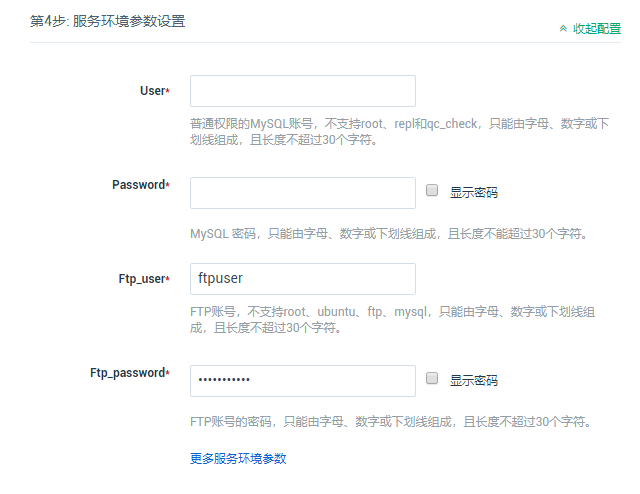 第4步: 服务环境参数设置
收起配置
User*
普通权限的MySQL账号，不支持root、repl和qc_check，只能由字母、数字或下
划线组成，且长度不超过30个字符。
Password*
显示密码
MySQL 密码，只能由字母、数字或下划线组成，且长度不能超过30个字符。
Ftp_user*
ftpuser
FTP账号，不支持root、ubuntu、ftp、mysql，只能由字母、数字或下划线组
成，且长度不超过30个字符。
Ftp_password*
•••••••••••
显示密码
FTP账号的密码，只能由字母、数字或下划线组成，且长度不超过30个字符。
更多服务环境参数